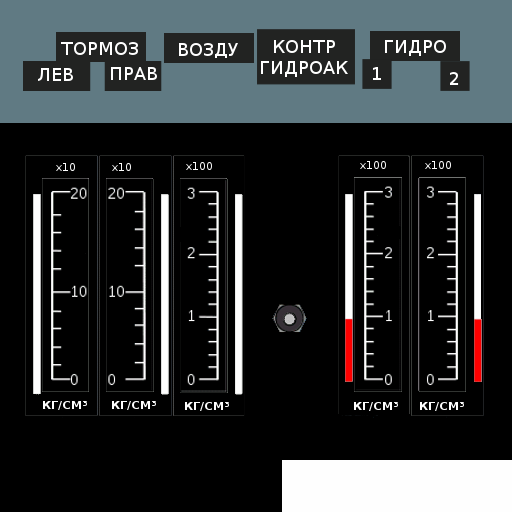 ТОРМОЗ
ВОЗДУ
КОНТР
ГИДРОАК
ГИДРО
ЛЕВ
ПРАВ
1
2
x10
x10
x100
x100
x100
20
20
3
3
3
2
2
2
10
10
1
1
1
0
0
0
0
0
КГ/СМ³
КГ/СМ³
КГ/СМ³
КГ/СМ³
КГ/СМ³